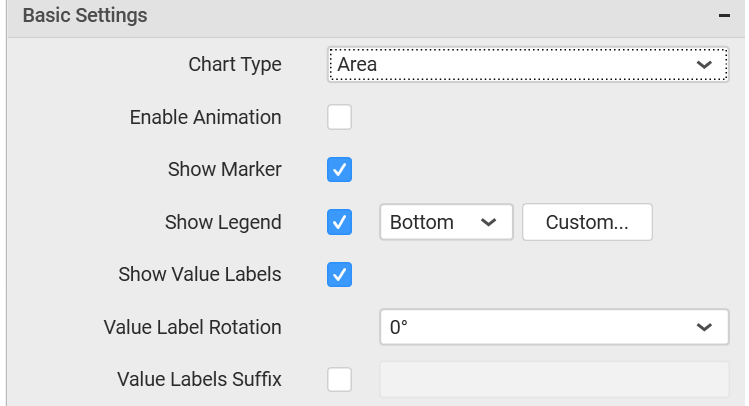 Basic Settings
Chart Type Area
Enable Animation
Show Marker
Show Legend Bottom Custom...
Show Value Labels
Value Label Rotation 0°
Value Labels Suffix